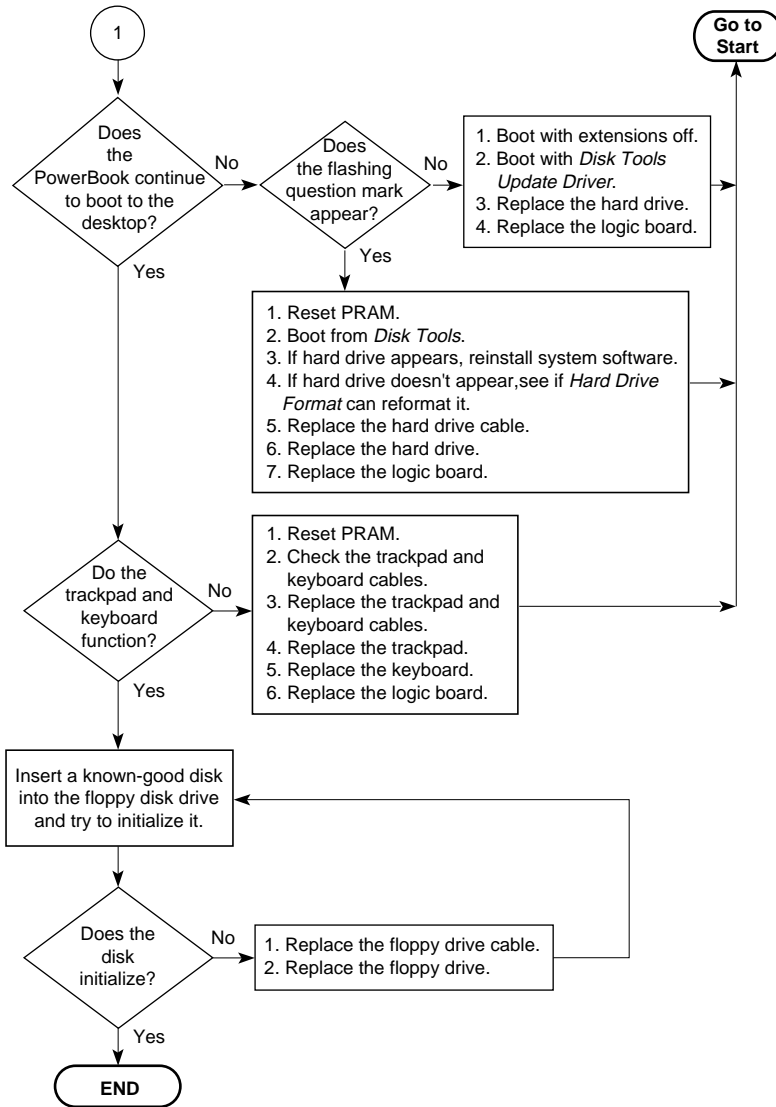 1
Go to
Start
Does
the
PowerBook continue
to boot to the
desktop?
No
Yes
Does
the flashing
question mark
appear?
No
Yes
1. Boot with extensions off.
2. Boot with Disk Tools
Update Driver.
3. Replace the hard drive.
4. Replace the logic board.
1. Reset PRAM.
2. Boot from Disk Tools.
3. If hard drive appears, reinstall system software.
4. If hard drive doesn't appear,see if Hard Drive
Format can reformat it.
5. Replace the hard drive cable.
6. Replace the hard drive.
7. Replace the logic board.
Do the
trackpad and
keyboard
function?
No
Yes
1. Reset PRAM.
2. Check the trackpad and
keyboard cables.
3. Replace the trackpad and
keyboard cables.
4. Replace the trackpad.
5. Replace the keyboard.
6. Replace the logic board.
Insert a known-good disk
into the floppy disk drive
and try to initialize it.
Does the
disk
initialize?
No
Yes
1. Replace the floppy drive cable.
2. Replace the floppy drive.
END